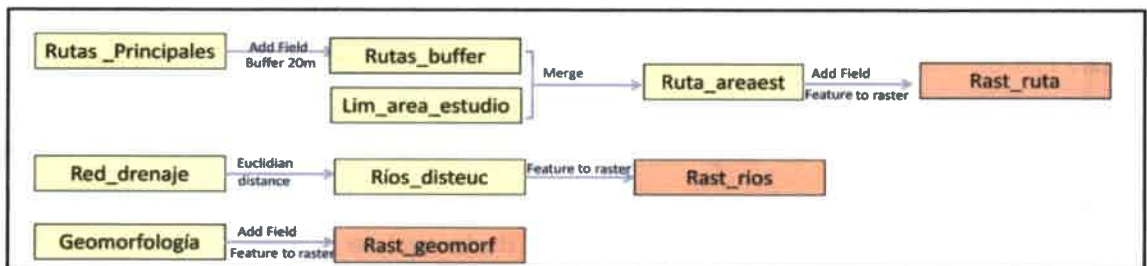 Rutas _Principales
Add Field
Buffer 20m
Rutas_buffer
Lim_area_estudio
Merge
Ruta_areaest
Add Field
Feature to raster
Rast_ruta
Red_drenaje
Euclidian
distance
Ríos_disteuc
Feature to raster
Rast_rios
Geomorfología
Add Field
Feature to raster
Rast_geomorf